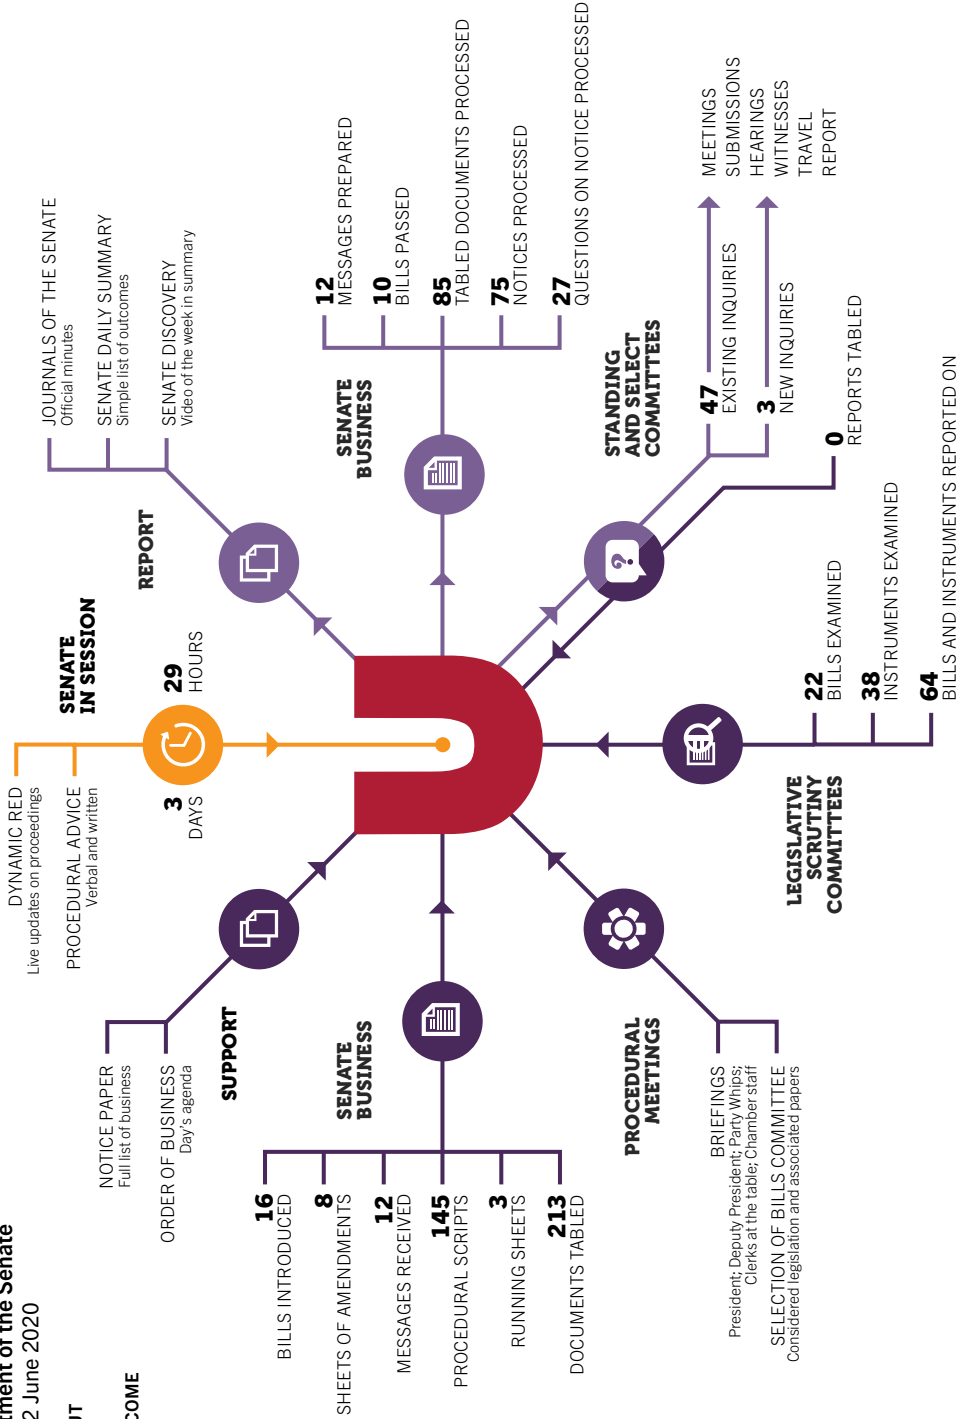 tment of the Senate
2 June 2020
UT
COME
DYNAMIC RED
Live updates on proceedings
PROCEDURAL ADVICE
Verbal and written
SENATE
IN SESSION
3
DAYS
29
HOURS
NOTICE PAPER
Full list of business
ORDER OF BUSINESS
Day's agenda
SUPPORT
REPORT
JOURNALS OF THE SENATE
Official minutes
SENATE DAILY SUMMARY
Simple list of outcomes
SENATE DISCOVERY
Video of the week in summary
16
BILLS INTRODUCED
8
SHEETS OF AMENDMENTS
12
MESSAGES RECEIVED
145
PROCEDURAL SCRIPTS
3
RUNNING SHEETS
213
DOCUMENTS TABLED
SENATE
BUSINESS
SENATE
BUSINESS
12
MESSAGES PREPARED
10
BILLS PASSED
85
TABLED DOCUMENTS PROCESSED
75
NOTICES PROCESSED
27
QUESTIONS ON NOTICE PROCESSED
PROCEDURAL
MEETINGS
BRIEFINGS
President; Deputy President; Party Whips;
Clerks at the table; Chamber staff
SELECTION OF BILLS COMMITTEE
Considered legislation and associated papers
STANDING
AND SELECT
COMMITTEES
?
47
EXISTING INQUIRIES
3
NEW INQUIRIES
MEETINGS
SUBMISSIONS
HEARINGS
WITNESSES
TRAVEL
REPORT
0
REPORTS TABLED
LEGISLATIVE
SCRUTINY
COMMITTEES
22
BILLS EXAMINED
38
INSTRUMENTS EXAMINED
64
BILLS AND INSTRUMENTS REPORTED ON